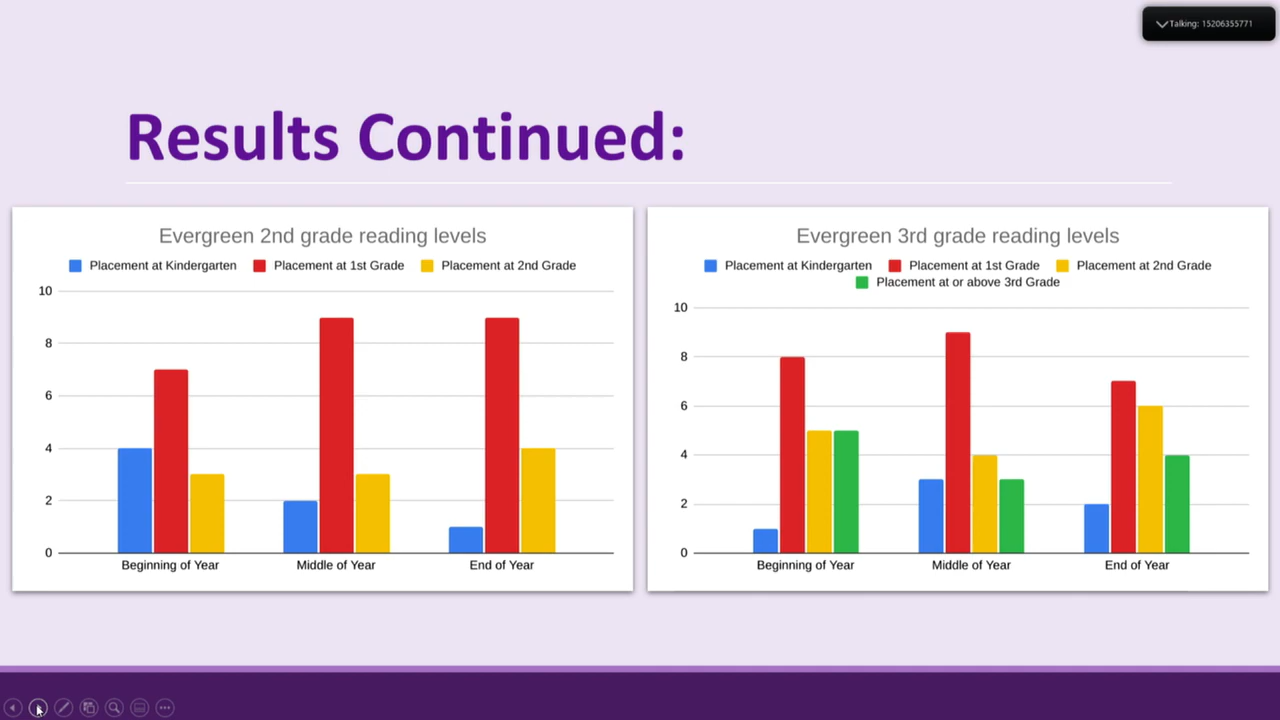 Talking: 15206355771
Results Continued:
Evergreen 2nd grade reading levels
Placement at Kindergarten Placement at 1st Grade Placement at 2nd Grade
10
8
6
4
2
0
Beginning of Year Middle of Year End of Year
Evergreen 3rd grade reading levels
Placement at Kindergarten Placement at 1st Grade Placement at 2nd Grade
Placement at or above 3rd Grade
10
8
6
4
2
0
Beginning of Year Middle of Year End of Year